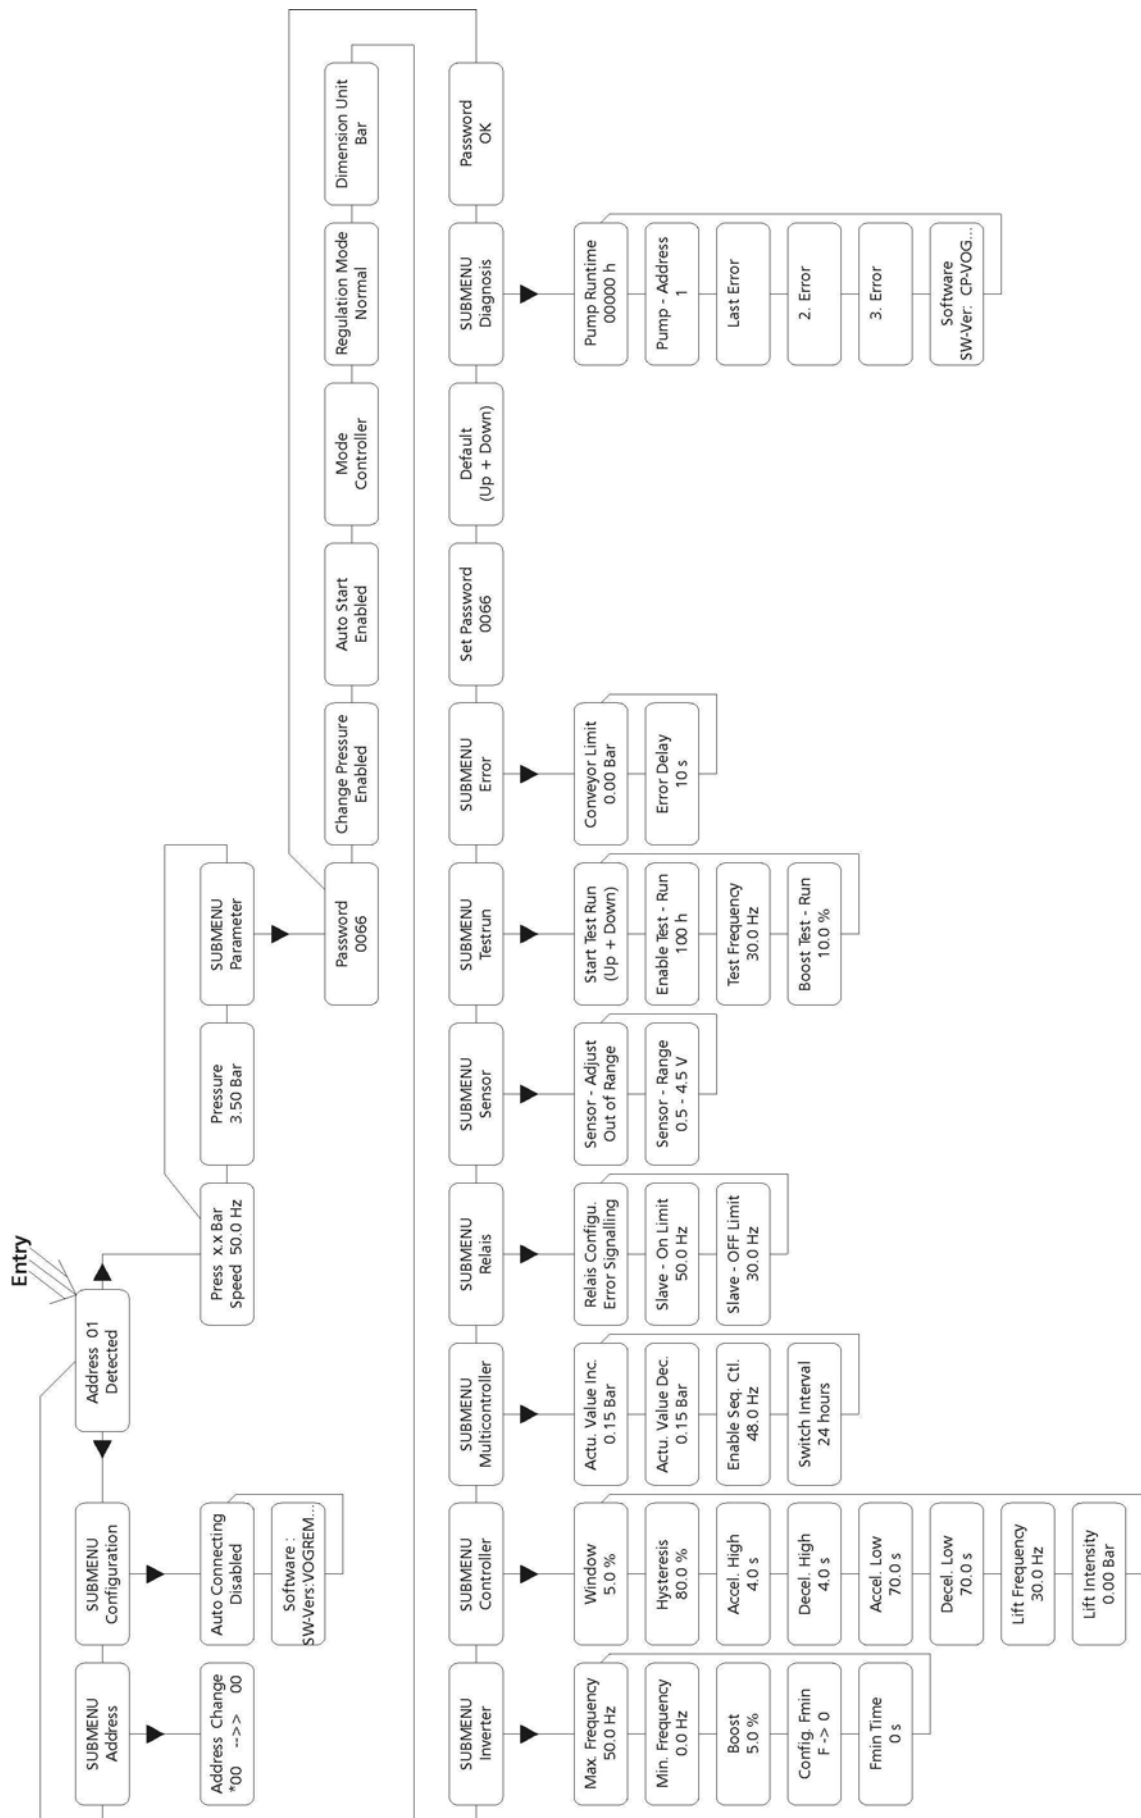 Entry
SUBMENU
Address
SUBMENU
Configuration
Address 01
Detected
Address Change
*00 -->> 00
Auto Connecting
Disabled
Software :
SW-Vers:VOGREM...
Press x.x Bar
Speed 50.0 Hz
Pressure
3.50 Bar
SUBMENU
Parameter
Password
0066
Change Pressure
Enabled
Auto Start
Enabled
Mode
Controller
Regulation Mode
Normal
Dimension Unit
Bar
SUBMENU
Inverter
SUBMENU
Controller
SUBMENU
Multicontroller
SUBMENU
Relais
SUBMENU
Sensor
SUBMENU
Testrun
SUBMENU
Error
Set Password
0066
Default
(Up + Down)
SUBMENU
Diagnosis
Password
OK
Max. Frequency
50.0 Hz
Min. Frequency
0.0 Hz
Boost
5.0 %
Config. Fmin
F -> 0
Fmin Time
0 s
Window
5.0 %
Hysteresis
80.0 %
Accel. High
4.0 s
Decel. High
4.0 s
Accel. Low
70.0 s
Decel. Low
70.0 s
Lift Frequency
30.0 Hz
Lift Intensity
0.00 Bar
Actu. Value Inc.
0.15 Bar
Actu. Value Dec.
0.15 Bar
Enable Seq. Ctl.
48.0 Hz
Switch Interval
24 hours
Relais Configu.
Error Signalling
Slave - On Limit
50.0 Hz
Slave - OFF Limit
30.0 Hz
Sensor - Adjust
Out of Range
Sensor - Range
0.5 - 4.5 V
Start Test Run
(Up + Down)
Enable Test - Run
100 h
Test Frequency
30.0 Hz
Boost Test - Run
10.0 %
Conveyor Limit
0.00 Bar
Error Delay
10 s
Pump Runtime
00000 h
Pump - Address
1
Last Error
2. Error
3. Error
Software
SW-Ver: CP-VOG...